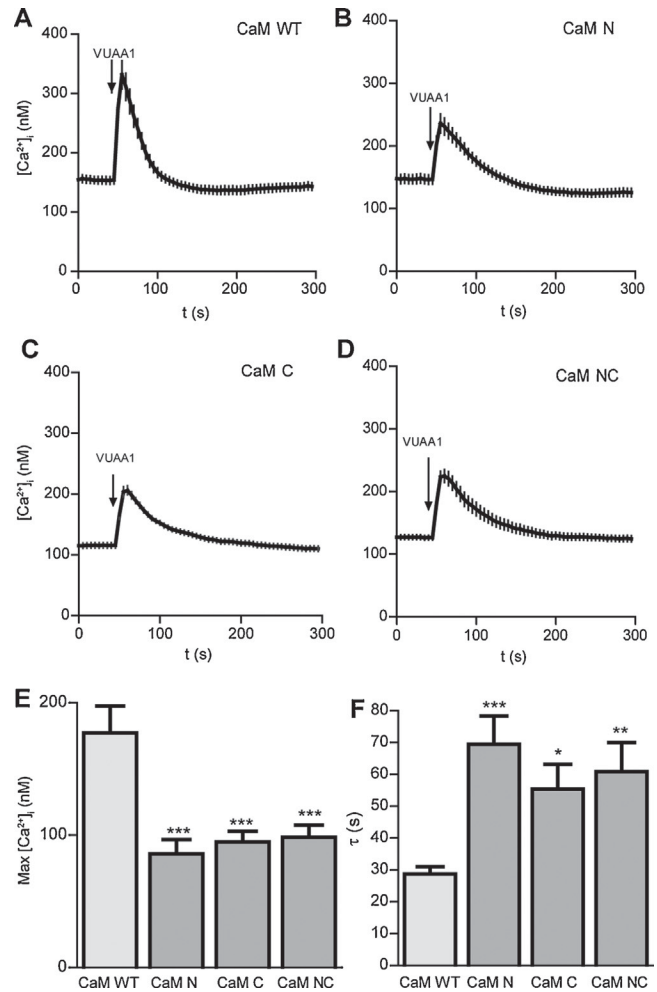 A
CaM WT
VUAA1
[Ca²⁺]ᵢ (nM)
400
300
200
100
0
0 100 200 300
t (s)
B
CaM N
VUAA1
400
300
200
100
0
0 100 200 300
t (s)
C
CaM C
VUAA1
[Ca²⁺]ᵢ (nM)
400
300
200
100
0
0 100 200 300
t (s)
D
CaM NC
VUAA1
400
300
200
100
0
0 100 200 300
t (s)
E
Max [Ca²⁺]ᵢ (nM)
200
100
0
*** *** ***
CaM WT CaM N CaM C CaM NC
F
τ (s)
80
70
60
50
40
30
20
10
0
*** * **
CaM WT CaM N CaM C CaM NC